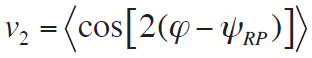 v₂ = ⟨cos[2(φ − ψ_RP)]⟩